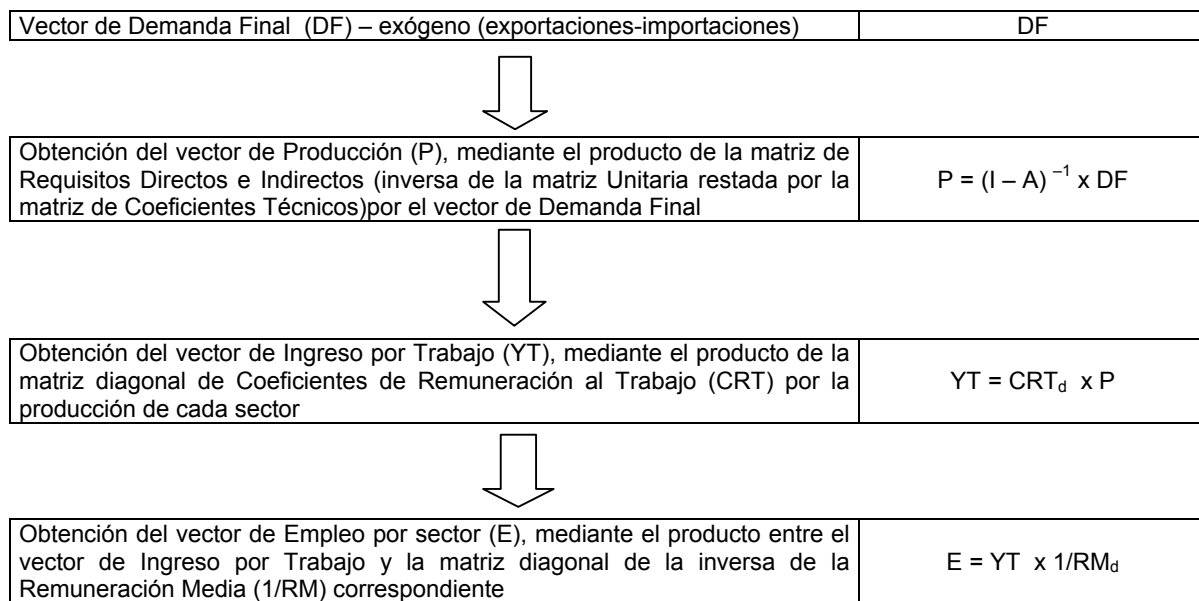 Vector de Demanda Final (DF) – exógeno (exportaciones-importaciones)
DF
Obtención del vector de Producción (P), mediante el producto de la matriz de
Requisitos Directos e Indirectos (inversa de la matriz Unitaria restada por la
matriz de Coeficientes Técnicos)por el vector de Demanda Final
P = (I – A) ⁻¹ x DF
Obtención del vector de Ingreso por Trabajo (YT), mediante el producto de la
matriz diagonal de Coeficientes de Remuneración al Trabajo (CRT) por la
producción de cada sector
YT = CRTd x P
Obtención del vector de Empleo por sector (E), mediante el producto entre el
vector de Ingreso por Trabajo y la matriz diagonal de la inversa de la
Remuneración Media (1/RM) correspondiente
E = YT x 1/RMd